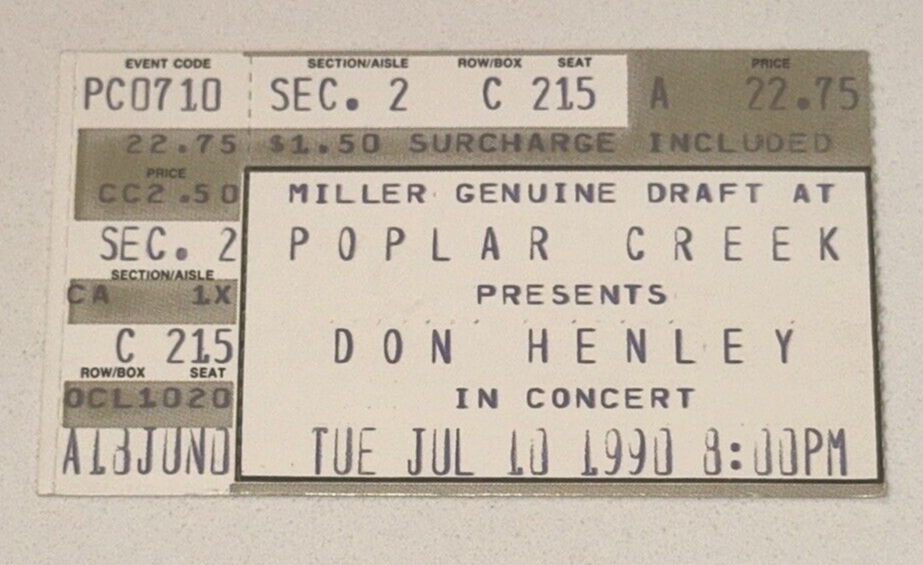 EVENT CODE SECTION/AISLE ROW/BOX SEAT PRICE
PC0710 SEC. 2 C 215 A 22.75
22.75 $1.50 SURCHARGE INCLUDED
PRICE
CC2.50
SEC. 2
SECTION/AISLE
CA 1X
C 215
ROW/BOX SEAT
OCL1020
A18JUN0
MILLER GENUINE DRAFT AT
POPLAR CREEK
PRESENTS
DON HENLEY
IN CONCERT
TUE JUL 10 1990 8:00PM